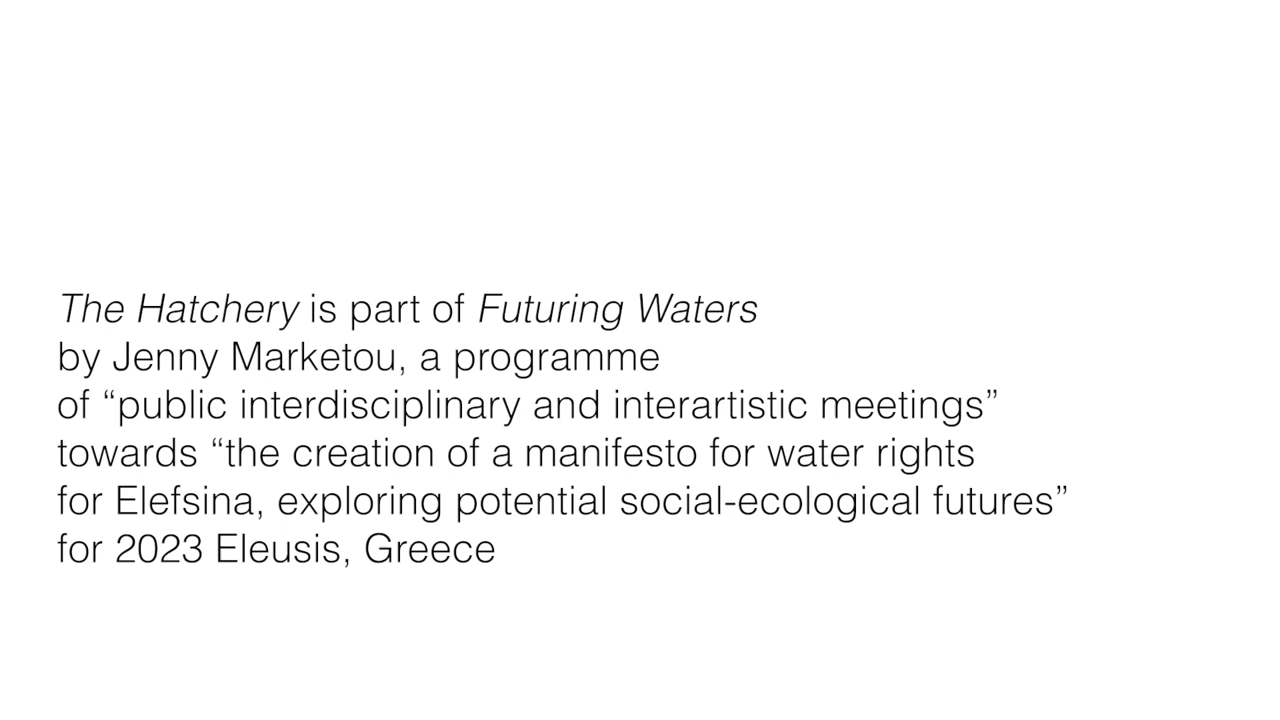 The Hatchery is part of Futuring Waters
by Jenny Marketou, a programme
of “public interdisciplinary and interartistic meetings”
towards “the creation of a manifesto for water rights
for Elefsina, exploring potential social-ecological futures”
for 2023 Eleusis, Greece